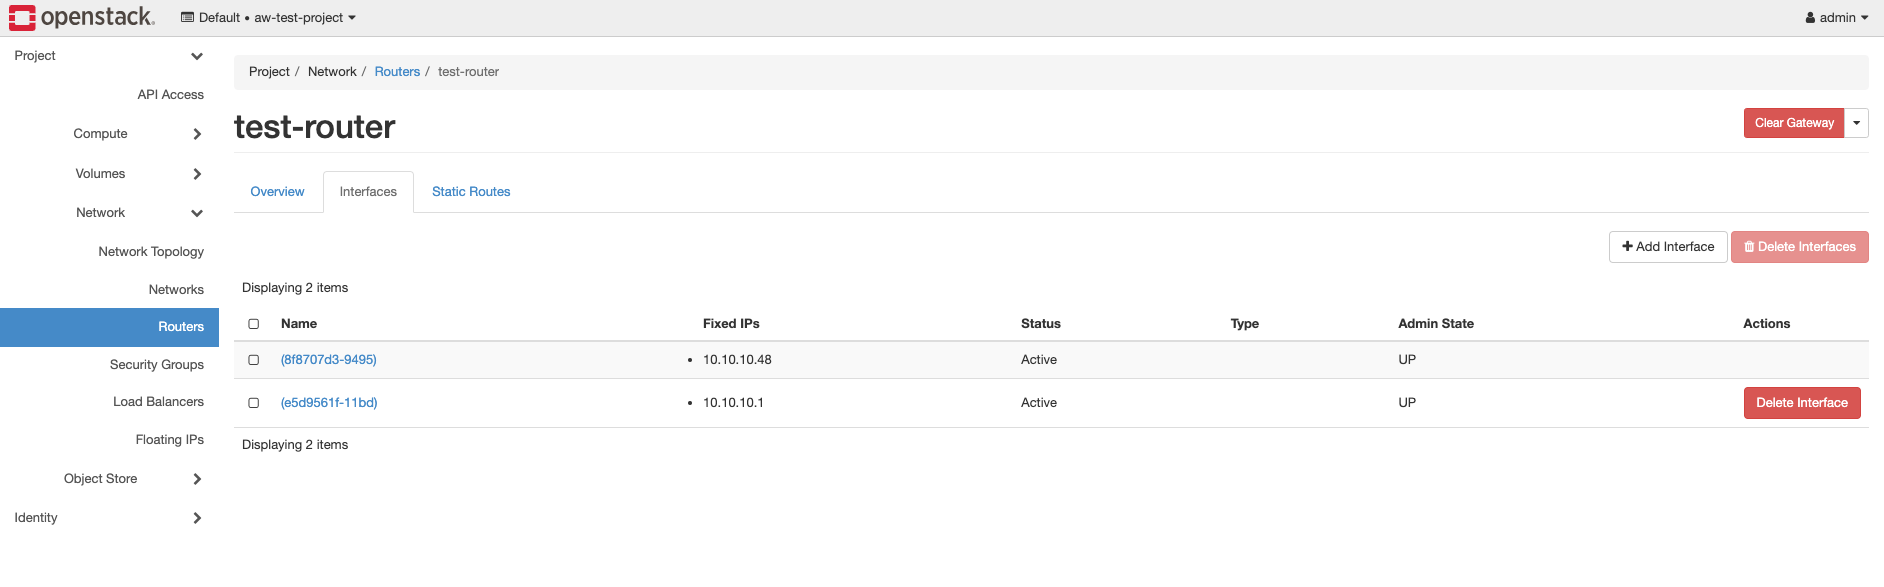 openstack. Default • aw-test-project admin
Project
API Access
Compute
Volumes
Network
Network Topology
Networks
Routers
Security Groups
Load Balancers
Floating IPs
Object Store
Identity
Project / Network / Routers / test-router
test-router
Clear Gateway
Overview Interfaces Static Routes
Add Interface Delete Interfaces
Displaying 2 items
Name Fixed IPs Status Type Admin State Actions
(8f8707d3-9495) • 10.10.10.48 Active UP
(e5d9561f-11bd) • 10.10.10.1 Active UP Delete Interface
Displaying 2 items